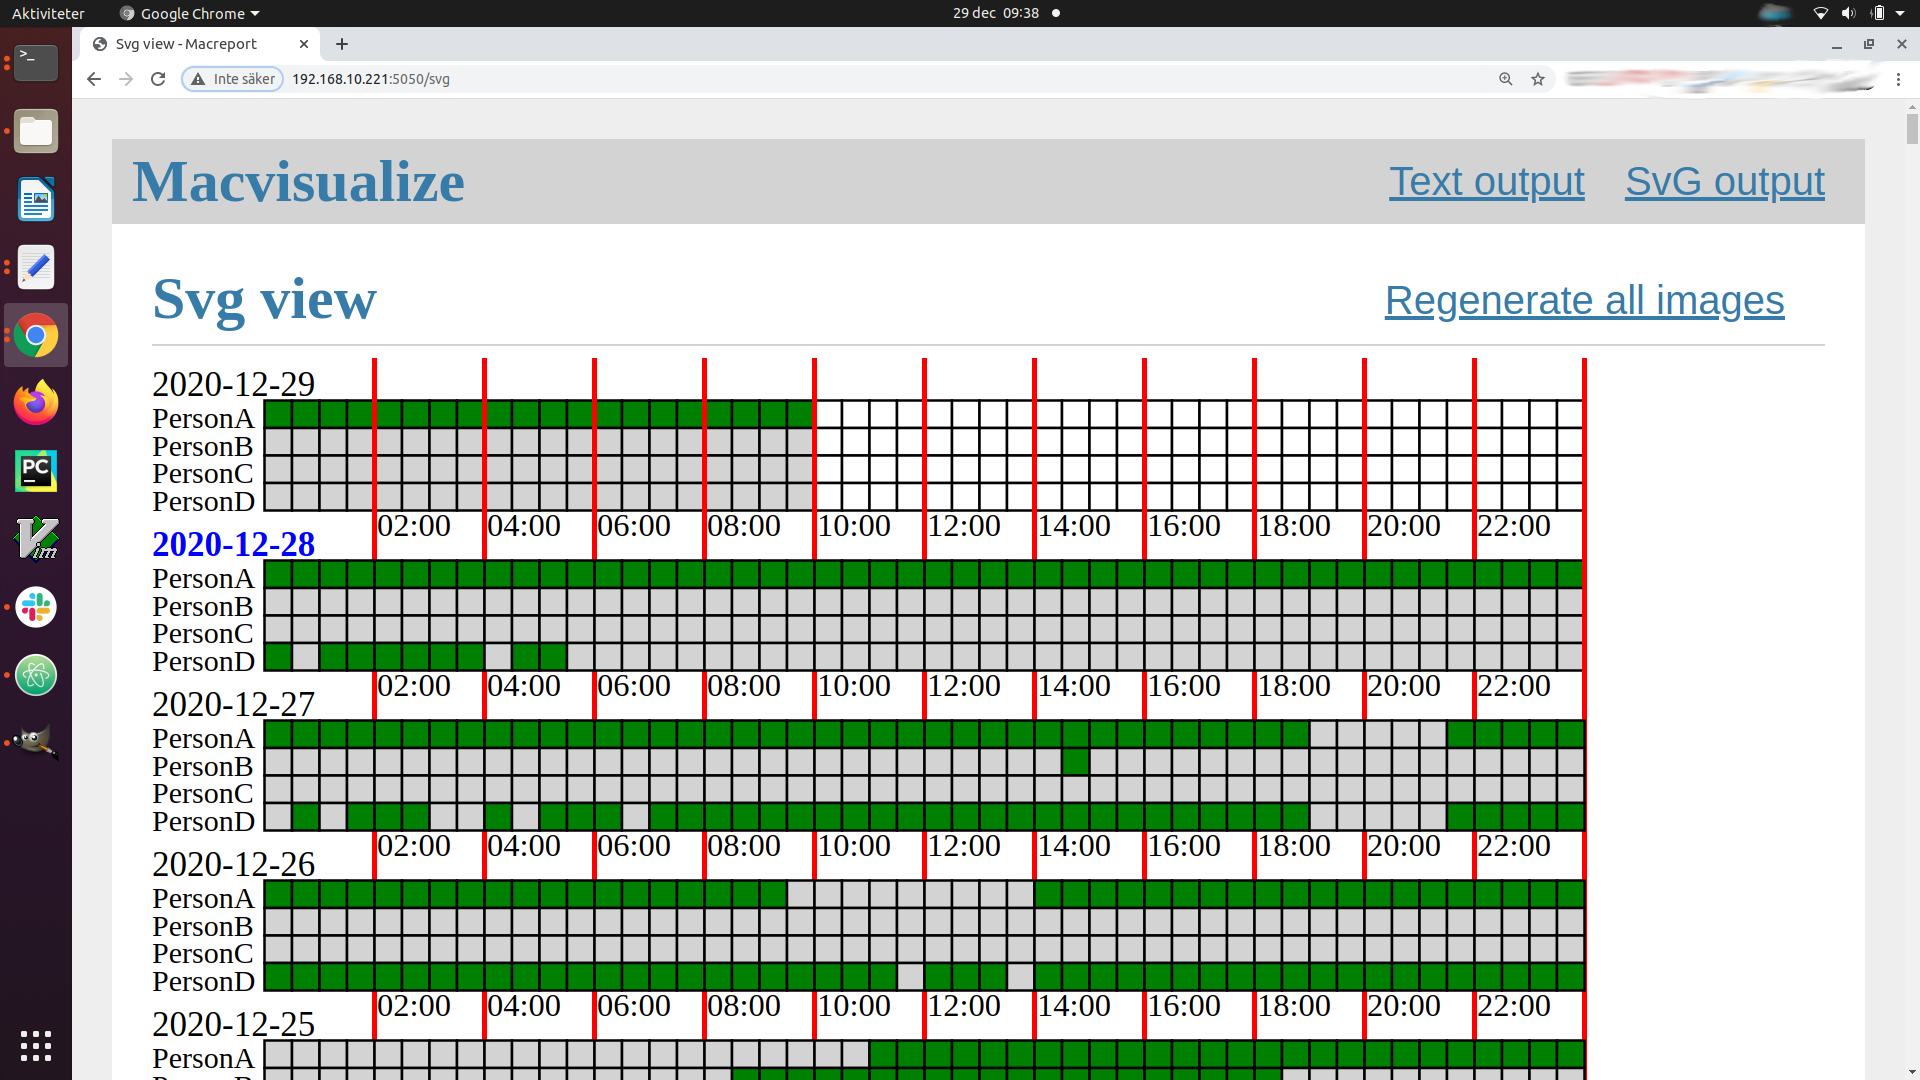 Aktiviteter Google Chrome 29 dec 09:38
Svg view - Macreport
Inte säker 192.168.10.221:5050/svg
Macvisualize Text output SvG output
Svg view Regenerate all images
2020-12-29
PersonA
PersonB
PersonC
PersonD
02:00 04:00 06:00 08:00 10:00 12:00 14:00 16:00 18:00 20:00 22:00
2020-12-28
PersonA
PersonB
PersonC
PersonD
02:00 04:00 06:00 08:00 10:00 12:00 14:00 16:00 18:00 20:00 22:00
2020-12-27
PersonA
PersonB
PersonC
PersonD
02:00 04:00 06:00 08:00 10:00 12:00 14:00 16:00 18:00 20:00 22:00
2020-12-26
PersonA
PersonB
PersonC
PersonD
02:00 04:00 06:00 08:00 10:00 12:00 14:00 16:00 18:00 20:00 22:00
2020-12-25
PersonA
>_
PC
Vim